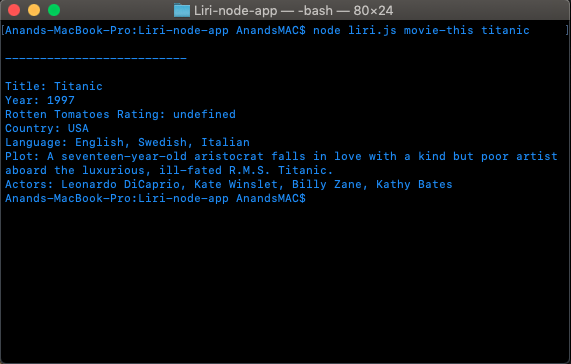 Liri-node-app — -bash — 80×24
[Anands-MacBook-Pro:Liri-node-app AnandsMAC$ node liri.js movie-this titanic ]
--------------------------
Title: Titanic
Year: 1997
Rotten Tomatoes Rating: undefined
Country: USA
Language: English, Swedish, Italian
Plot: A seventeen-year-old aristocrat falls in love with a kind but poor artist
aboard the luxurious, ill-fated R.M.S. Titanic.
Actors: Leonardo DiCaprio, Kate Winslet, Billy Zane, Kathy Bates
Anands-MacBook-Pro:Liri-node-app AnandsMAC$